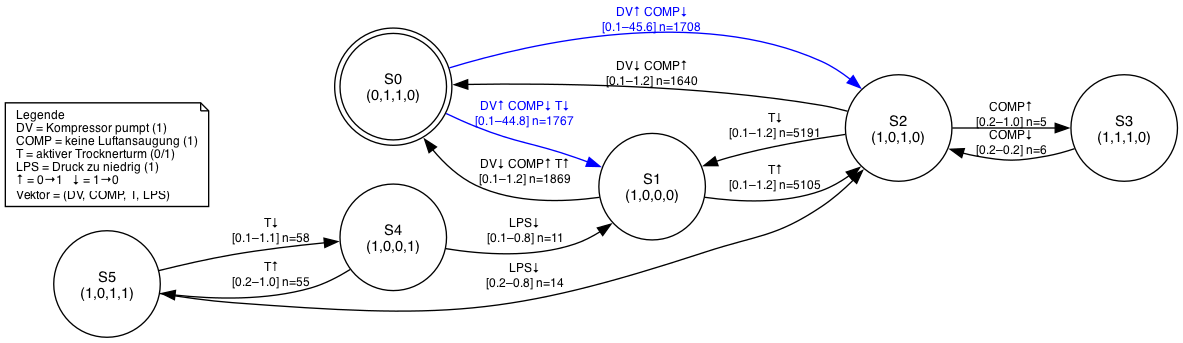 DV↑ COMP↓
[0.1–45.6] n=1708
DV↓ COMP↑
[0.1–1.2] n=1640
S0
(0,1,1,0)
DV↑ COMP↓ T↓
[0.1–44.8] n=1767
T↓
[0.1–1.2] n=5191
S2
(1,0,1,0)
COMP↑
[0.2–1.0] n=5
COMP↓
[0.2–0.2] n=6
S3
(1,1,1,0)
Legende
DV = Kompressor pumpt (1)
COMP = keine Luftansaugung (1)
T = aktiver Trocknerturm (0/1)
LPS = Druck zu niedrig (1)
↑ = 0→1 ↓ = 1→0
Vektor = (DV, COMP, T, LPS)
DV↓ COMP↑ T↑
[0.1–1.2] n=1869
S1
(1,0,0,0)
T↑
[0.1–1.2] n=5105
T↓
[0.1–1.1] n=58
S4
(1,0,0,1)
LPS↓
[0.1–0.8] n=11
S5
(1,0,1,1)
T↑
[0.2–1.0] n=55
LPS↓
[0.2–0.8] n=14